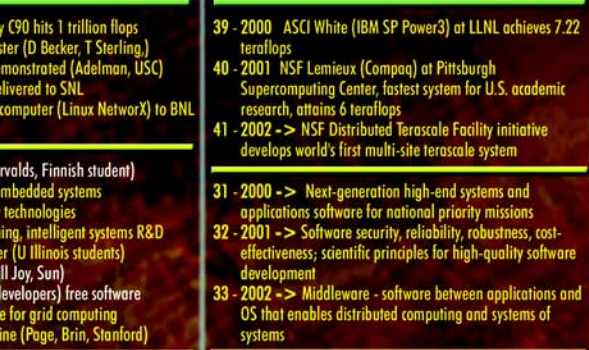 y C90 hits 1 trillion flops
ster (D Becker, T Sterling,)
monstrated (Adelman, USC)
elivered to SNL
computer (Linux NetworX) to BNL
rvalds, Finnish student)
mbedded systems
technologies
ing, intelligent systems R&D
er (U Illinois students)
ll Joy, Sun)
developers) free software
e for grid computing
ine (Page, Brin, Stanford)
39 - 2000 ASCI White (IBM SP Power3) at LLNL achieves 7.22
teraflops
40 - 2001 NSF Lemieux (Compaq) at Pittsburgh
Supercomputing Center, fastest system for U.S. academic
research, attains 6 teraflops
41 - 2002 -> NSF Distributed Terascale Facility initiative
develops world's first multi-site terascale system
31 - 2000 -> Next-generation high-end systems and
applications software for national priority missions
32 - 2001 -> Software security, reliability, robustness, cost-
effectiveness; scientific principles for high-quality software
development
33 - 2002 -> Middleware - software between applications and
OS that enables distributed computing and systems of
systems